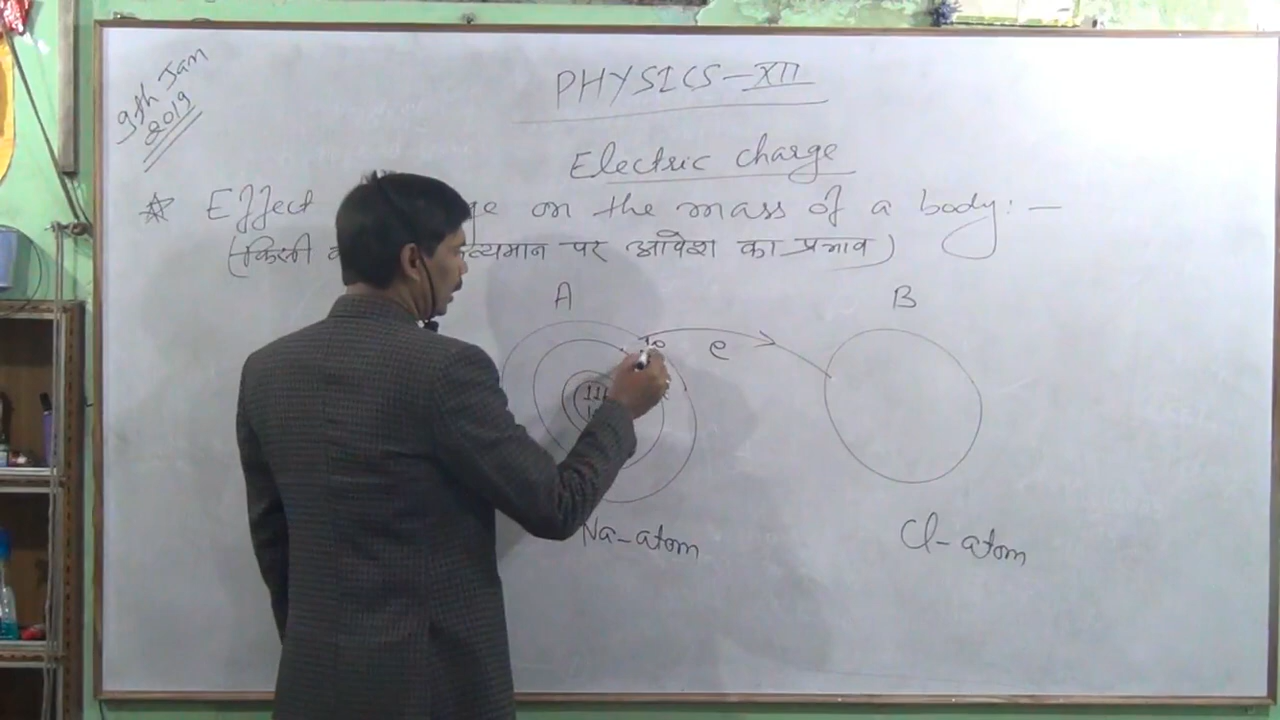 9th Jan
2019
PHYSICS-XII
Electric charge
Effect on the mass of a body:-
(किसी द्रव्यमान पर आवेश का प्रभाव)
A B
e
11
Na-atom Cl-atom